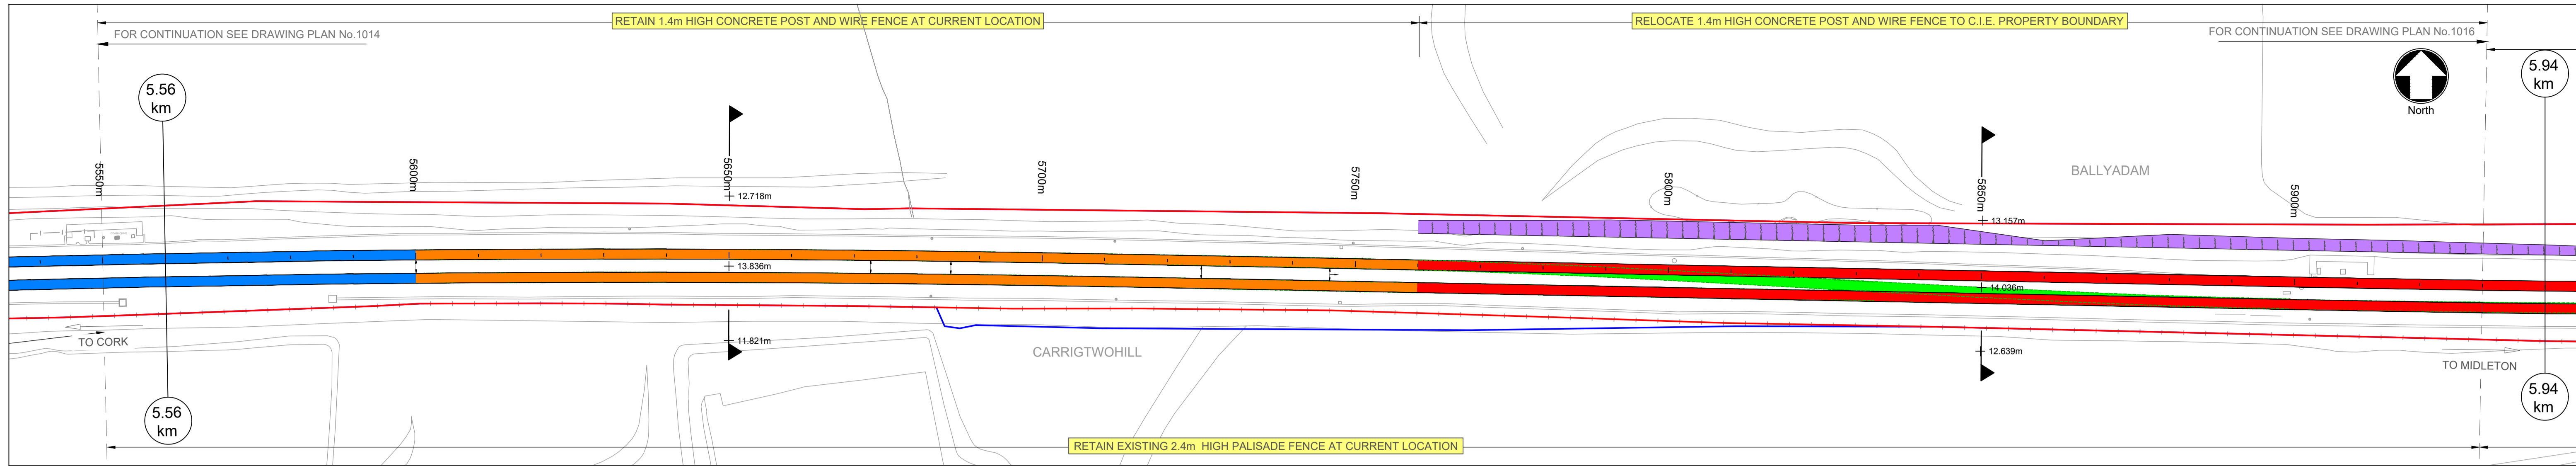 RETAIN 1.4m HIGH CONCRETE POST AND WIRE FENCE AT CURRENT LOCATION
RELOCATE 1.4m HIGH CONCRETE POST AND WIRE FENCE TO C.I.E. PROPERTY BOUNDARY
FOR CONTINUATION SEE DRAWING PLAN No.1014
FOR CONTINUATION SEE DRAWING PLAN No.1016
5.56
km
5.94
km
North
5550m
5600m
5650m
5700m
5750m
5800m
5850m
5900m
BALLYADAM
12.718m
13.157m
13.836m
14.036m
11.821m
12.639m
TO CORK
CARRIGTWOHILL
TO MIDLETON
5.56
km
5.94
km
RETAIN EXISTING 2.4m HIGH PALISADE FENCE AT CURRENT LOCATION